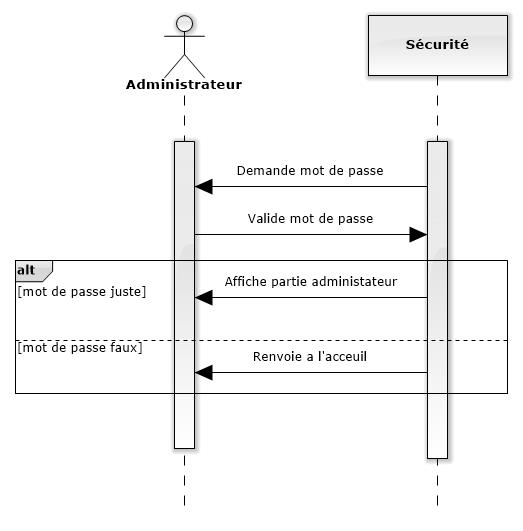 Administrateur
Sécurité
Demande mot de passe
Valide mot de passe
alt
[mot de passe juste]
Affiche partie administateur
[mot de passe faux]
Renvoie a l'acceuil